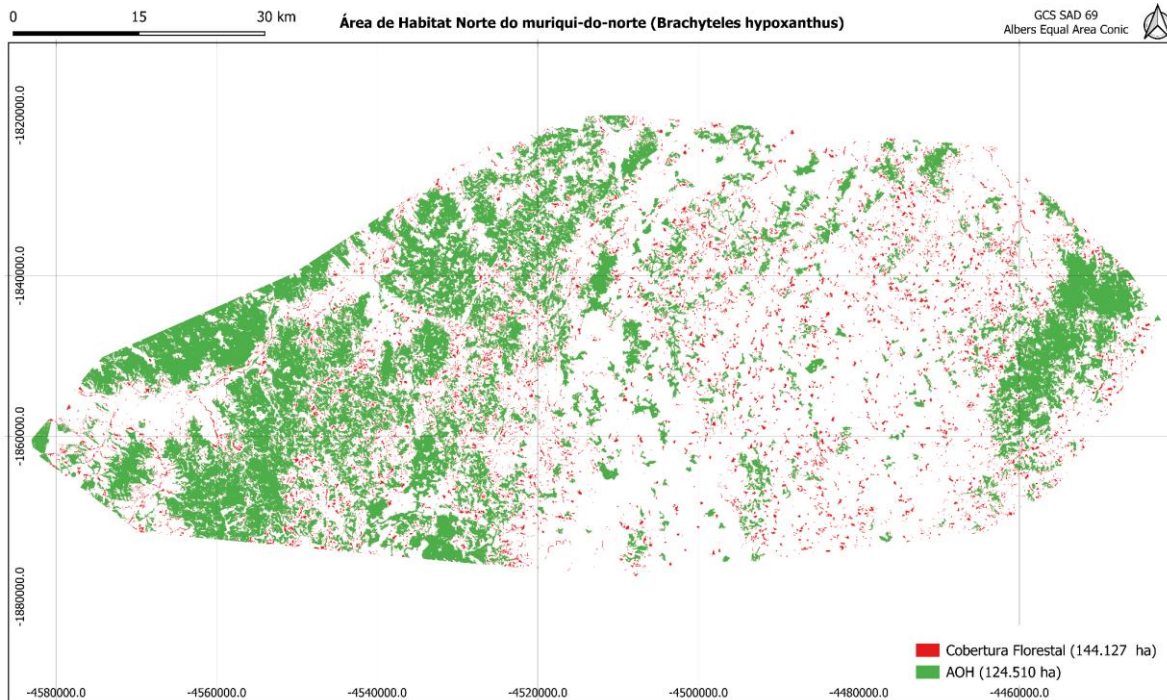 0 15 30 km
Área de Habitat Norte do muriqui-do-norte (Brachyteles hypoxanthus)
GCS SAD 69
Albers Equal Area Conic
-1820000.0
-1840000.0
-1860000.0
-1880000.0
Cobertura Florestal (144.127 ha)
AOH (124.510 ha)
-4580000.0 -4560000.0 -4540000.0 -4520000.0 -4500000.0 -4480000.0 -4460000.0